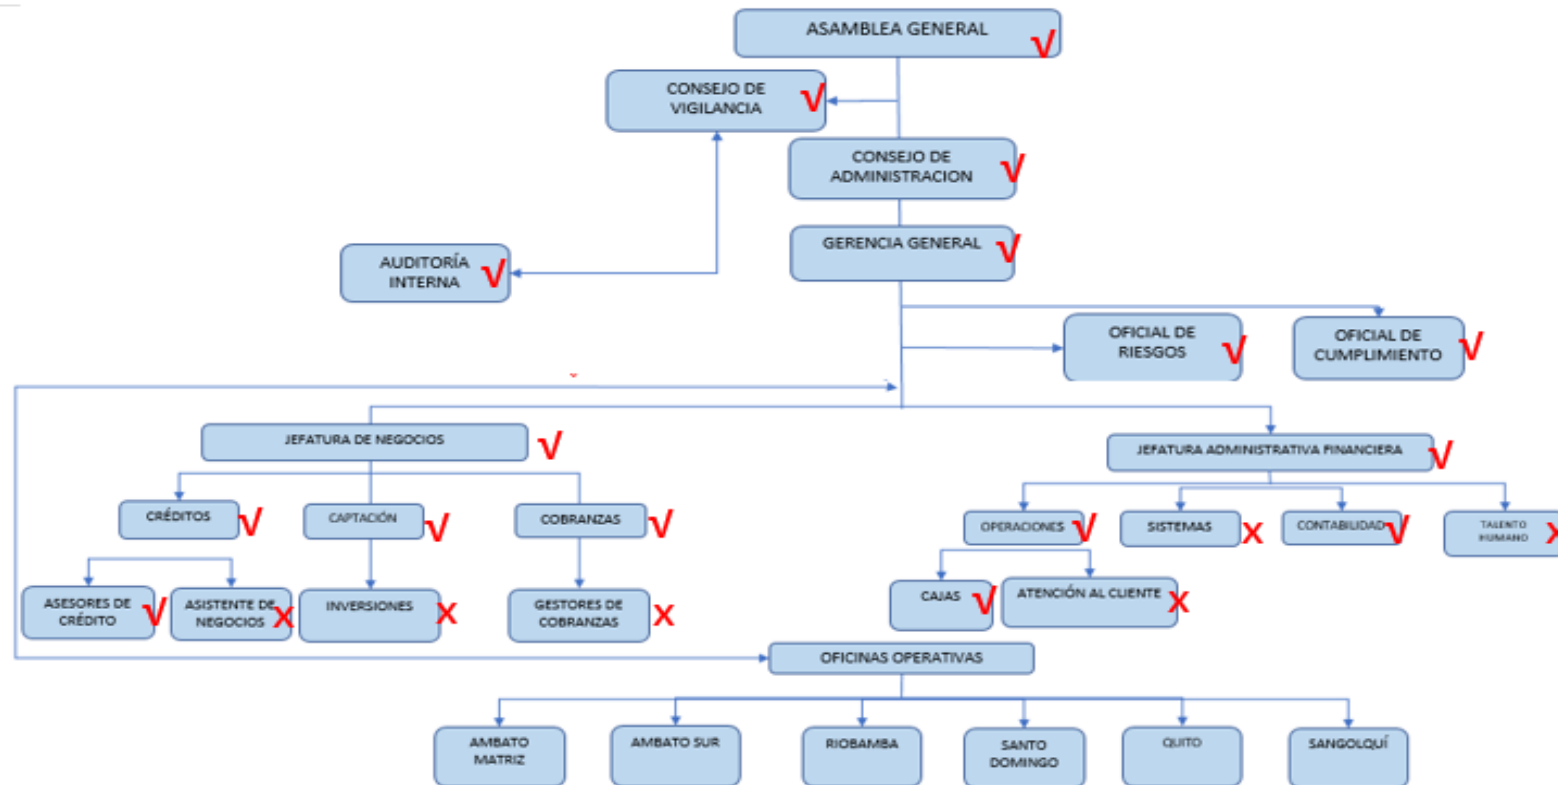 ASAMBLEA GENERAL
√
CONSEJO DE
VIGILANCIA
√
CONSEJO DE
ADMINISTRACION
√
GERENCIA GENERAL
√
AUDITORÍA
INTERNA
√
OFICIAL DE
RIESGOS
√
OFICIAL DE
CUMPLIMIENTO
√
JEFATURA DE NEGOCIOS
√
JEFATURA ADMINISTRATIVA FINANCIERA
√
CRÉDITOS
√
CAPTACIÓN
√
COBRANZAS
√
OPERACIONES
√
SISTEMAS
X
CONTABILIDAD
√
TALENTO
HUMANO
X
ASESORES DE
CRÉDITO
√
ASISTENTE DE
NEGOCIOS
X
INVERSIONES
X
GESTORES DE
COBRANZAS
X
CAJAS
√
ATENCIÓN AL CLIENTE
X
OFICINAS OPERATIVAS
AMBATO
MATRIZ
AMBATO SUR
RIOBAMBA
SANTO
DOMINGO
QUITO
SANGOLQUÍ